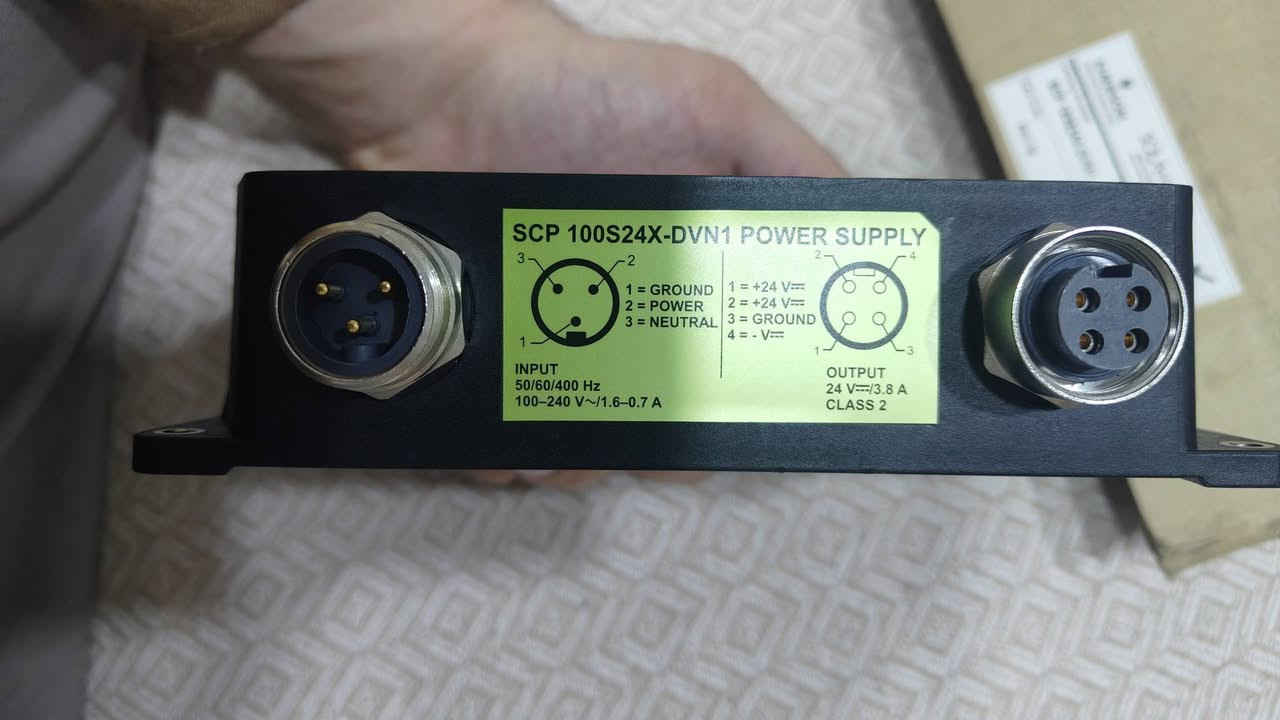 SCP 100S24X-DVN1 POWER SUPPLY
3 2
1 = GROUND
2 = POWER
3 = NEUTRAL
1
INPUT
50/60/400 Hz
100–240 V～/1.6–0.7 A
2 4
1 = +24 V⎓
2 = +24 V⎓
3 = GROUND
4 = - V⎓
1 3
OUTPUT
24 V⎓/3.8 A
CLASS 2